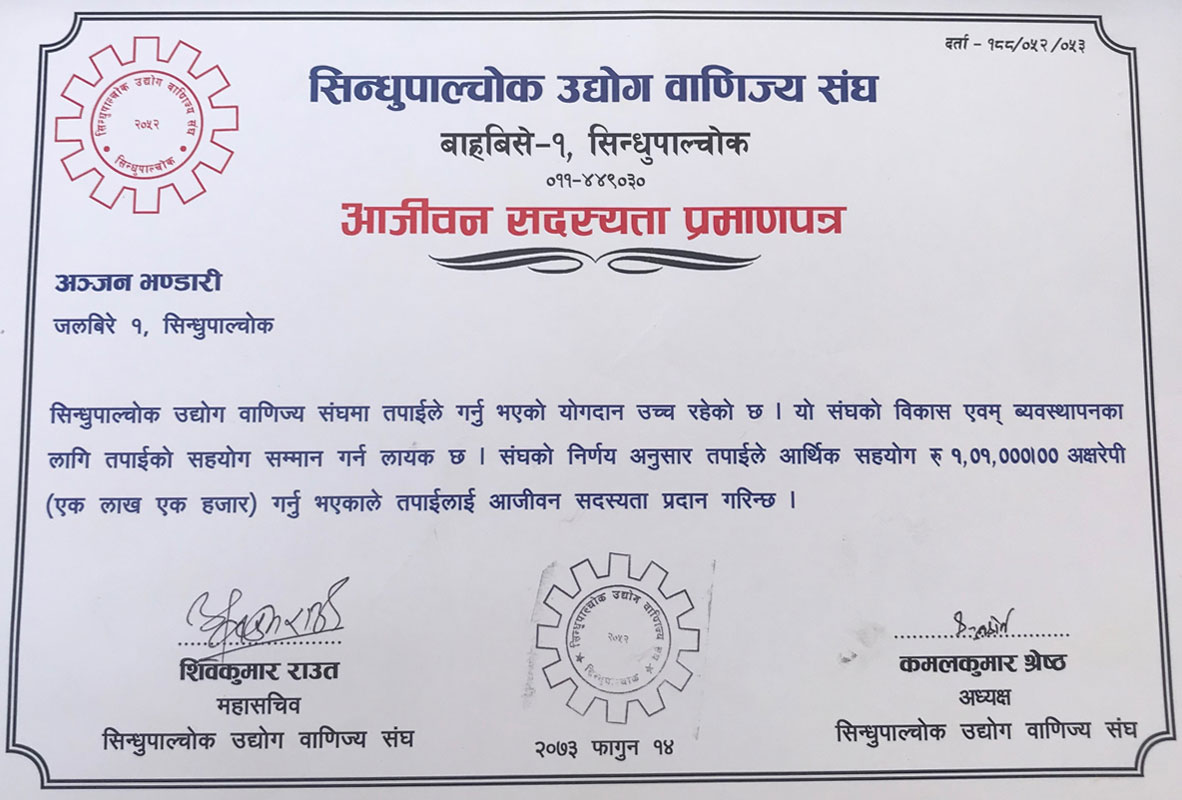 दर्ता - १८८/०५२/०५३
सिन्धुपाल्चोक उद्योग वाणिज्य संघ
२०५२
सिन्धुपाल्चोक
सिन्धुपाल्चोक उद्योग वाणिज्य संघ
बाह्रबिसे-१, सिन्धुपाल्चोक
०११-४४९०३०
आजीवन सदस्यता प्रमाणपत्र
अञ्जन भण्डारी
जलबिरे १, सिन्धुपाल्चोक
सिन्धुपाल्चोक उद्योग वाणिज्य संघमा तपाईले गर्नु भएको योगदान उच्च रहेको छ । यो संघको विकास एवम् ब्यवस्थापनका
लागि तपाईको सहयोग सम्मान गर्न लायक छ । संघको निर्णय अनुसार तपाईले आर्थिक सहयोग रु १,०१,०००।०० अक्षरेपी
(एक लाख एक हजार) गर्नु भएकाले तपाईलाई आजीवन सदस्यता प्रदान गरिन्छ ।
शिवकुमार राउत
महासचिव
सिन्धुपाल्चोक उद्योग वाणिज्य संघ
सिन्धुपाल्चोक उद्योग वाणिज्य संघ
२०५२
सिन्धुपाल्चोक
२०७३ फागुन १४
कमलकुमार श्रेष्ठ
अध्यक्ष
सिन्धुपाल्चोक उद्योग वाणिज्य संघ